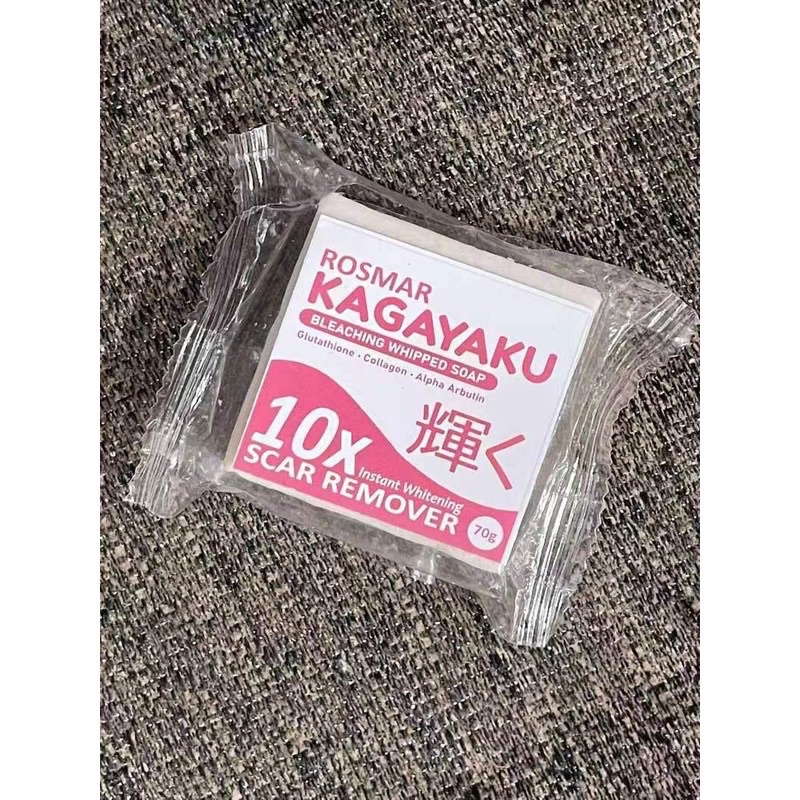 ROSMAR
KAGAYAKU
BLEACHING WHIPPED SOAP
Glutathione • Collagen • Alpha Arbutin
輝く
10x
Instant Whitening
SCAR REMOVER
70g